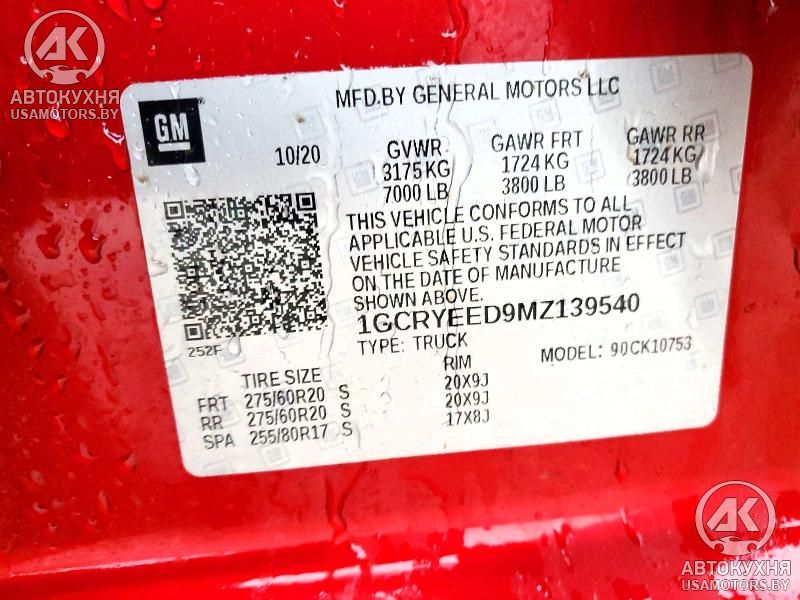 AK
АВТОКУХНЯ
USAMOTORS.BY
GM
MFD.BY GENERAL MOTORS LLC
10/20
GVWR GAWR FRT GAWR RR
3175 KG 1724 KG 1724 KG
7000 LB 3800 LB 3800 LB
THIS VEHICLE CONFORMS TO ALL
APPLICABLE U.S. FEDERAL MOTOR
VEHICLE SAFETY STANDARDS IN EFFECT
ON THE DATE OF MANUFACTURE
SHOWN ABOVE.
1GCRYEED9MZ139540
252F
TYPE: TRUCK MODEL: 90CK10753
TIRE SIZE RIM
FRT 275/60R20 S 20X9J
RR 275/60R20 S 20X9J
SPA 255/80R17 S 17X8J
AK
АВТОКУХНЯ
USAMOTORS.BY